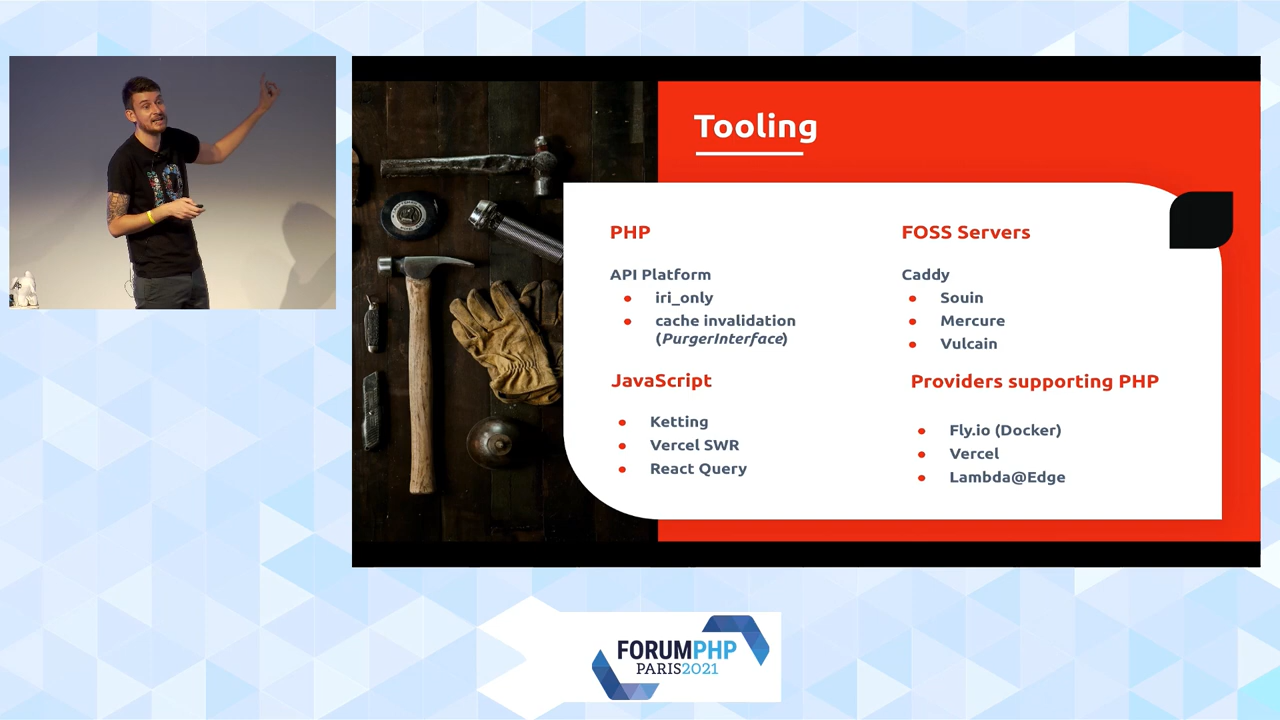 Tooling
PHP
API Platform
iri_only
cache invalidation
(PurgerInterface)
FOSS Servers
Caddy
Souin
Mercure
Vulcain
JavaScript
Ketting
Vercel SWR
React Query
Providers supporting PHP
Fly.io (Docker)
Vercel
Lambda@Edge
FORUMPHP
PARIS2021